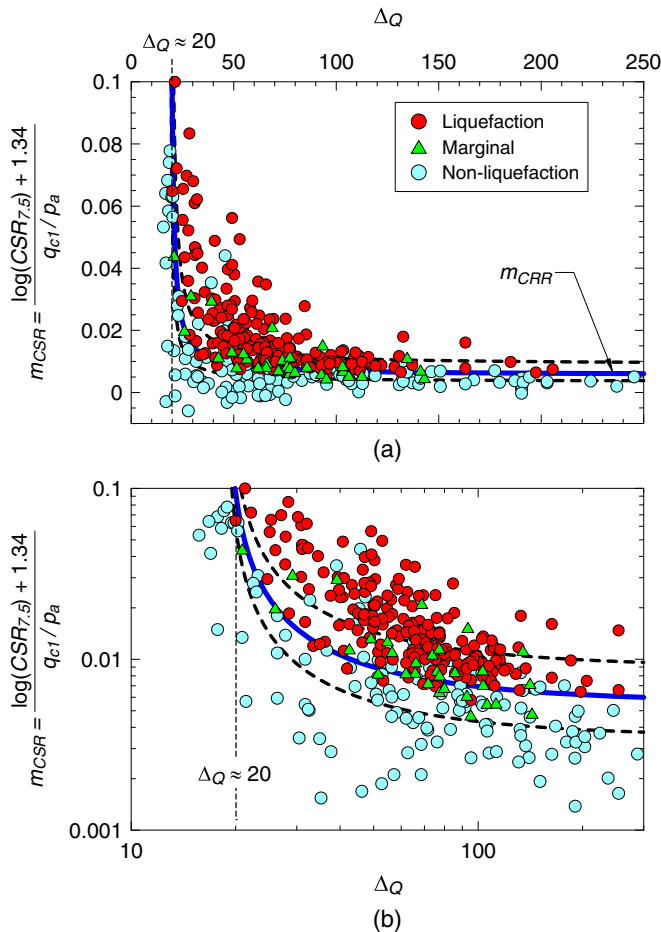 Δ_Q
0 50 100 150 200 250
Δ_Q ≈ 20
0.1
0.08
0.06
0.04
0.02
0
Liquefaction
Marginal
Non-liquefaction
m_CRR
m_CSR = log(CSR_7.5) + 1.34
q_c1 / p_a
(a)
0.1
0.01
0.001
m_CSR = log(CSR_7.5) + 1.34
q_c1 / p_a
Δ_Q ≈ 20
10 100
Δ_Q
(b)